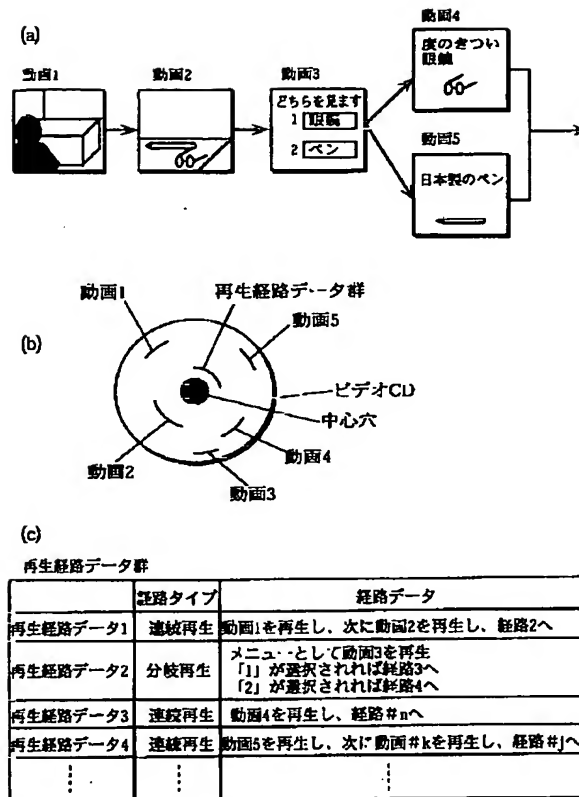 (a)
動画1
動画2
動画3
どちらを見ます
1 眼鏡
2 ペン
動画4
度のきつい
眼鏡
動画5
日本製のペン
(b)
動画1
再生経路データ群
動画5
ビデオCD
中心穴
動画4
動画3
動画2
(c)
再生経路データ群
経路タイプ 経路データ
再生経路データ1 連続再生 動画1を再生し、次に動画2を再生し、経路2へ
再生経路データ2 分岐再生 メニューとして動画3を再生
「1」が選択されれば経路3へ
「2」が選択されれば経路4へ
再生経路データ3 連続再生 動画4を再生し、経路#nへ
再生経路データ4 連続再生 動画5を再生し、次に動画#kを再生し、経路#jへ